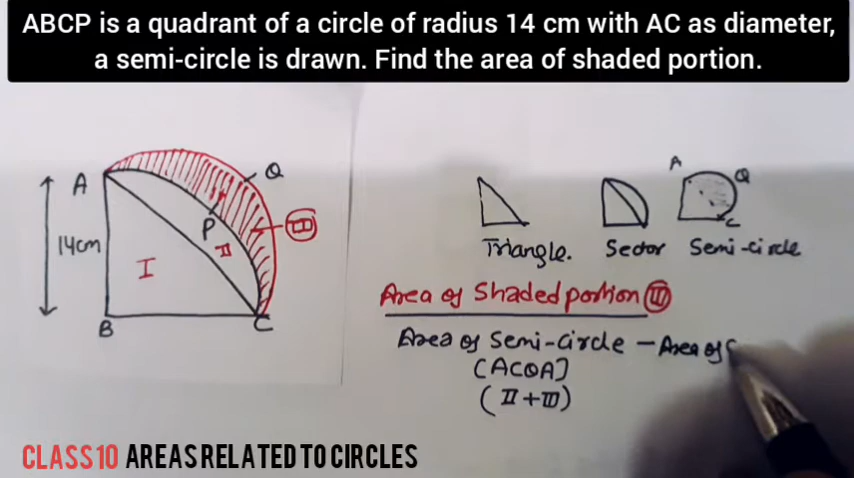 ABCP is a quadrant of a circle of radius 14 cm with AC as diameter,
a semi-circle is drawn. Find the area of shaded portion.
A
Q
14cm
P
II
III
I
B
C
A
Q
C
Triangle. Sector Semi-circle
Area of Shaded portion III
Area of Semi-circle - Area of
[ACQA]
(II + III)
CLASS 10 AREAS RELATED TO CIRCLES